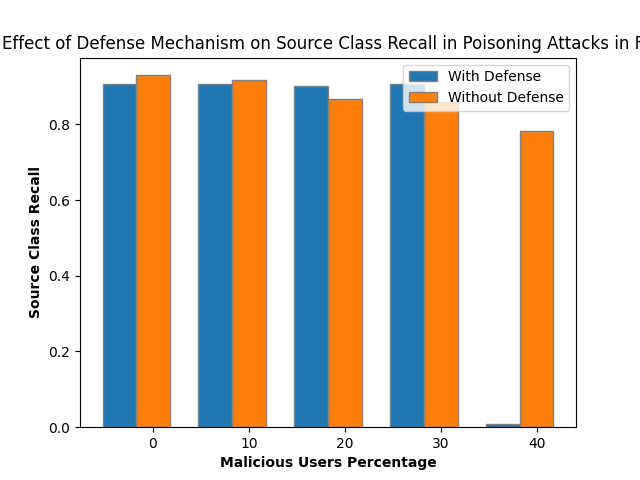 Effect of Defense Mechanism on Source Class Recall in Poisoning Attacks in
With Defense
Without Defense
0.8
0.6
0.4
0.2
0.0
Source Class Recall
0 10 20 30 40
Malicious Users Percentage